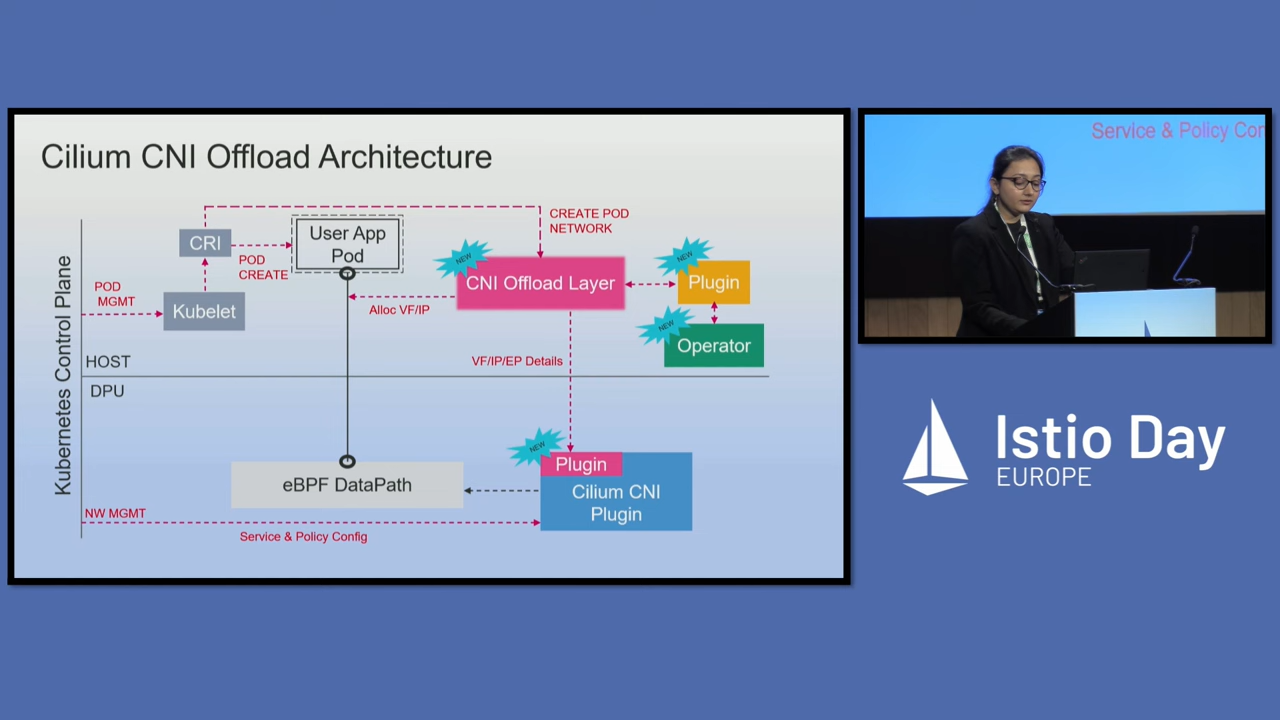 Cilium CNI Offload Architecture
Kubernetes Control Plane
POD
MGMT
Kubelet
CRI
POD
CREATE
User App
Pod
CREATE POD
NETWORK
NEW
CNI Offload Layer
NEW
Plugin
NEW
Operator
Alloc VF/IP
VF/IP/EP Details
HOST
DPU
eBPF DataPath
NEW
Plugin
Cilium CNI
Plugin
NW MGMT
Service & Policy Config
Service & Policy Con
Istio Day
EUROPE